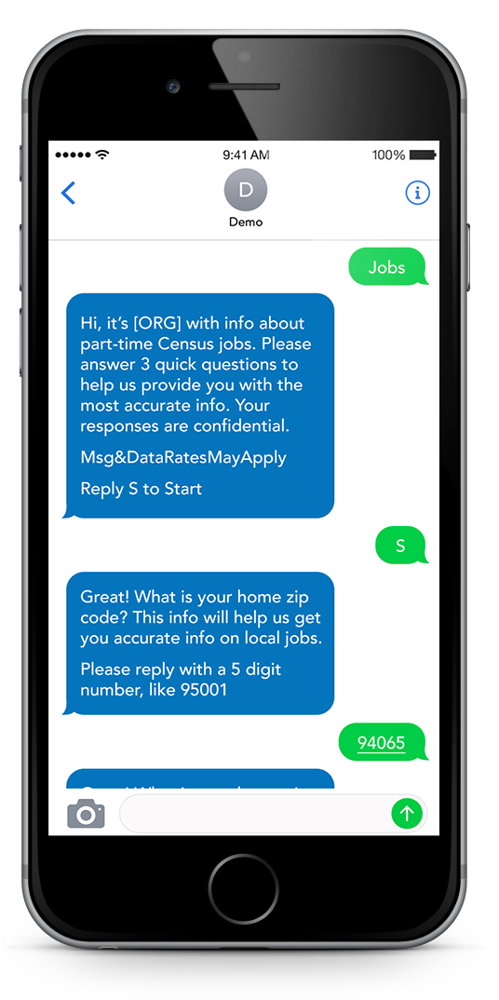 9:41 AM
100%
D
Demo
Jobs
Hi, it’s [ORG] with info about
part-time Census jobs. Please
answer 3 quick questions to
help us provide you with the
most accurate info. Your
responses are confidential.
Msg&DataRatesMayApply
Reply S to Start
S
Great! What is your home zip
code? This info will help us get
you accurate info on local jobs.
Please reply with a 5 digit
number, like 95001
94065